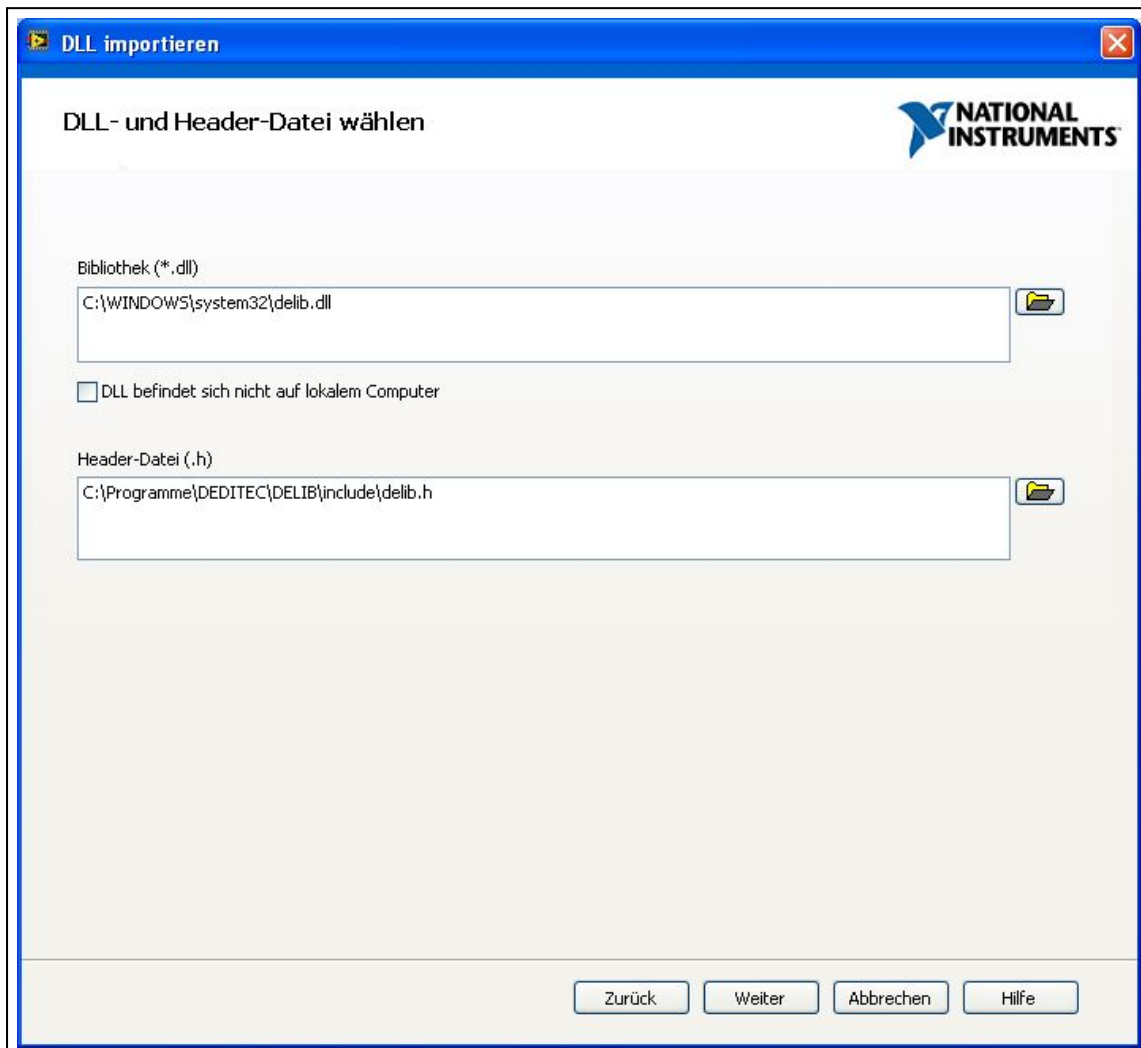 DLL importieren
DLL- und Header-Datei wählen
NATIONAL
INSTRUMENTS
Bibliothek (*.dll)
C:\WINDOWS\system32\delib.dll
DLL befindet sich nicht auf lokalem Computer
Header-Datei (.h)
C:\Programme\DEDITEC\DELIB\include\delib.h
Zurück Weiter Abbrechen Hilfe